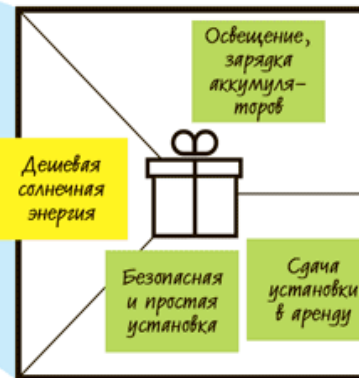 Освещение,
зарядка
аккумуля-
торов
Дешевая
солнечная
энергия
Безопасная
и простая
установка
Сдача
установки
в аренду